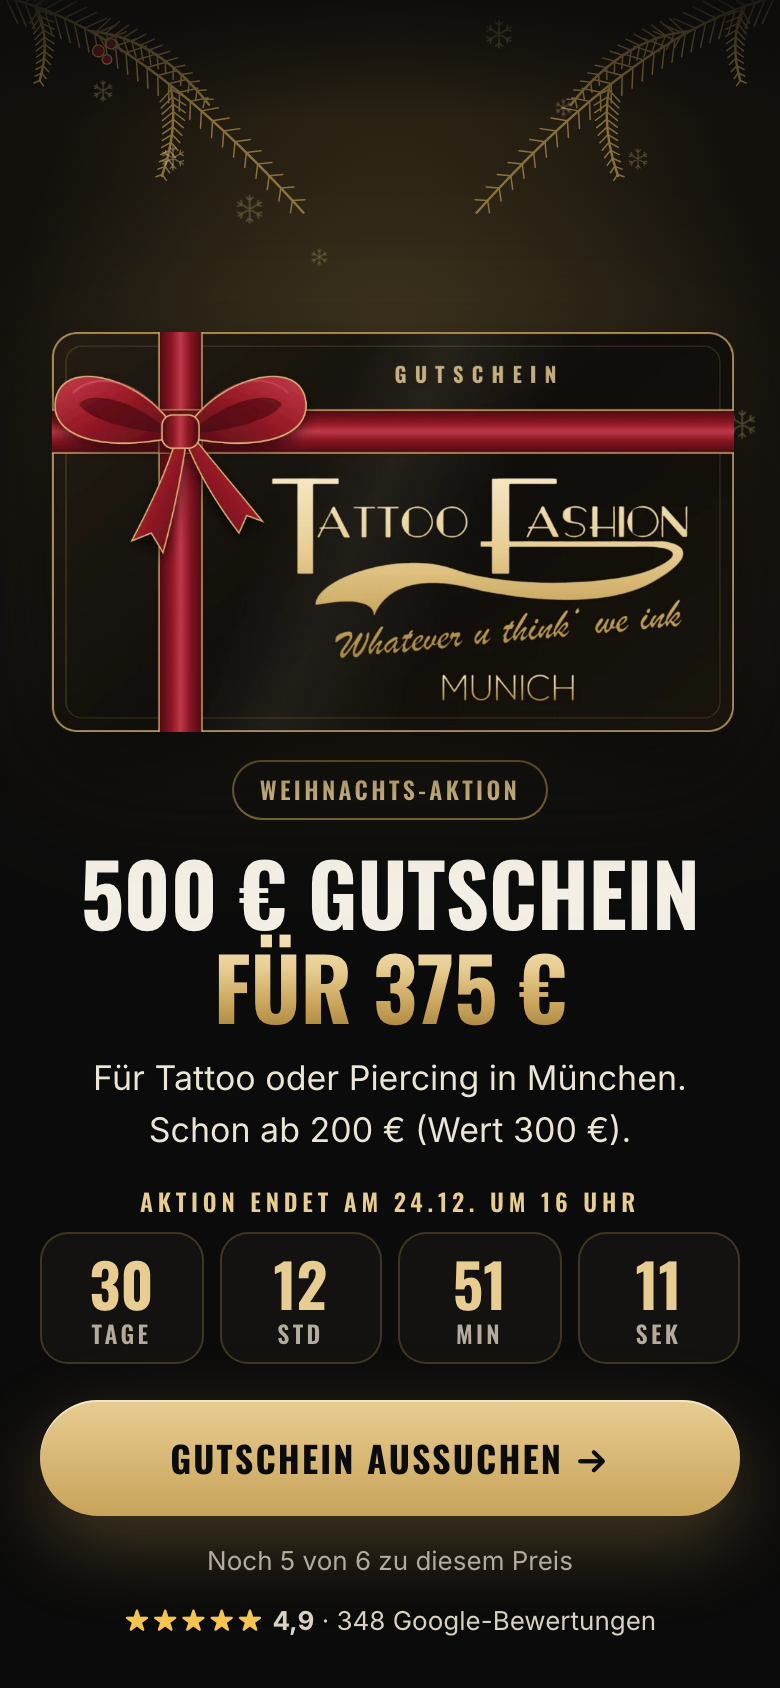 GUTSCHEIN
TATTOO FASHION
Whatever u think' we ink
MUNICH
WEIHNACHTS-AKTION
500 € GUTSCHEIN
FÜR 375 €
Für Tattoo oder Piercing in München.
Schon ab 200 € (Wert 300 €).
AKTION ENDET AM 24.12. UM 16 UHR
30 12 51 11
TAGE STD MIN SEK
GUTSCHEIN AUSSUCHEN →
Noch 5 von 6 zu diesem Preis
★★★★★ 4,9 · 348 Google-Bewertungen